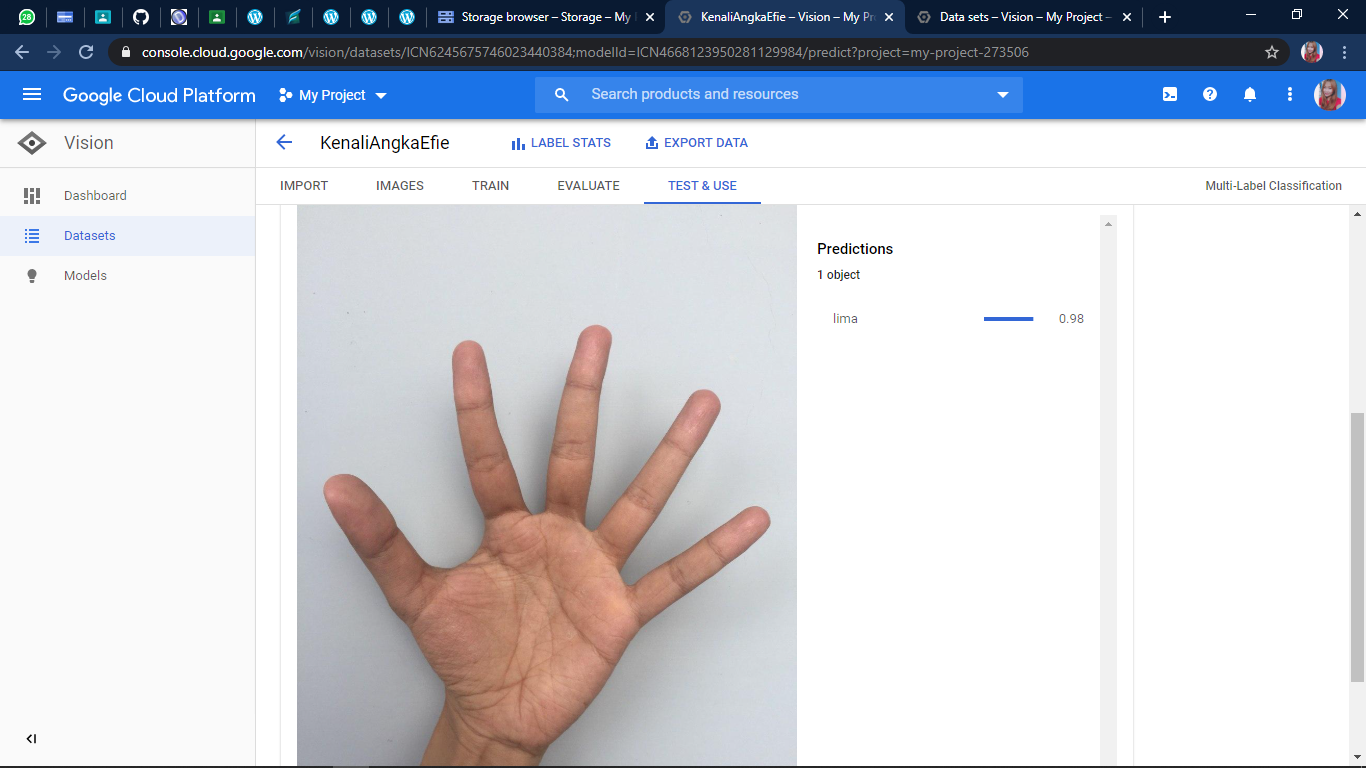 28
Storage browser – Storage – My
KenaliAngkaEfie – Vision – My Pr
Data sets – Vision – My Project –
console.cloud.google.com/vision/datasets/ICN6245675746023440384;modelId=ICN4668123950281129984/predict?project=my-project-273506
Google Cloud Platform
My Project
Search products and resources
Vision
KenaliAngkaEfie
LABEL STATS
EXPORT DATA
Dashboard
Datasets
Models
IMPORT
IMAGES
TRAIN
EVALUATE
TEST & USE
Multi-Label Classification
Predictions
1 object
lima
0.98